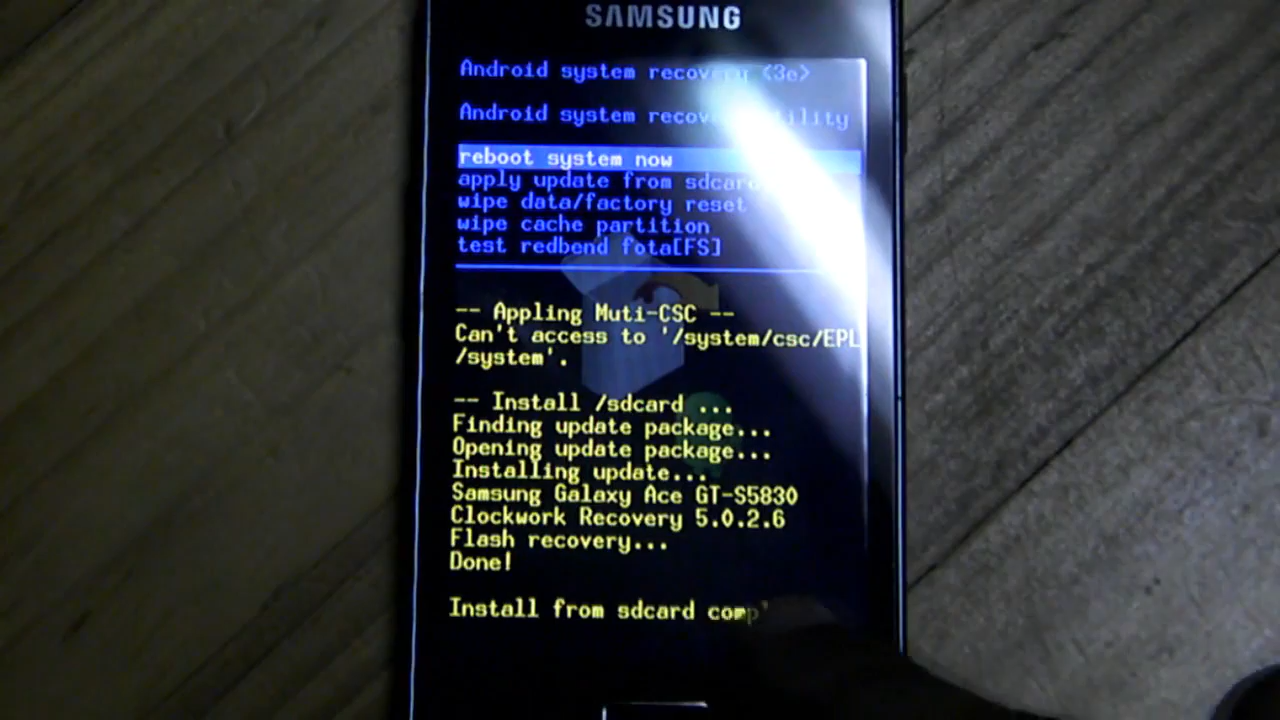 SAMSUNG
Android system recovery <3e>
Android system utility
reboot system now
apply update from sdcard
wipe data/factory reset
wipe cache partition
test redbend fota[FS]
-- Appling Muti-CSC --
Can't access to '/system/csc/EPL
/system'.
-- Install /sdcard ...
Finding update package...
Opening update package...
Installing update...
Samsung Galaxy Ace GT-S5830
Clockwork Recovery 5.0.2.6
Flash recovery...
Done!
Install from sdcard